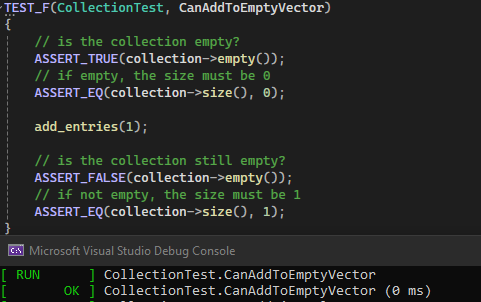 TEST_F(CollectionTest, CanAddToEmptyVector)
{
// is the collection empty?
ASSERT_TRUE(collection->empty());
// if empty, the size must be 0
ASSERT_EQ(collection->size(), 0);
add_entries(1);
// is the collection still empty?
ASSERT_FALSE(collection->empty());
// if not empty, the size must be 1
ASSERT_EQ(collection->size(), 1);
}
Microsoft Visual Studio Debug Console
[ RUN      ] CollectionTest.CanAddToEmptyVector
[       OK ] CollectionTest.CanAddToEmptyVector (0 ms)